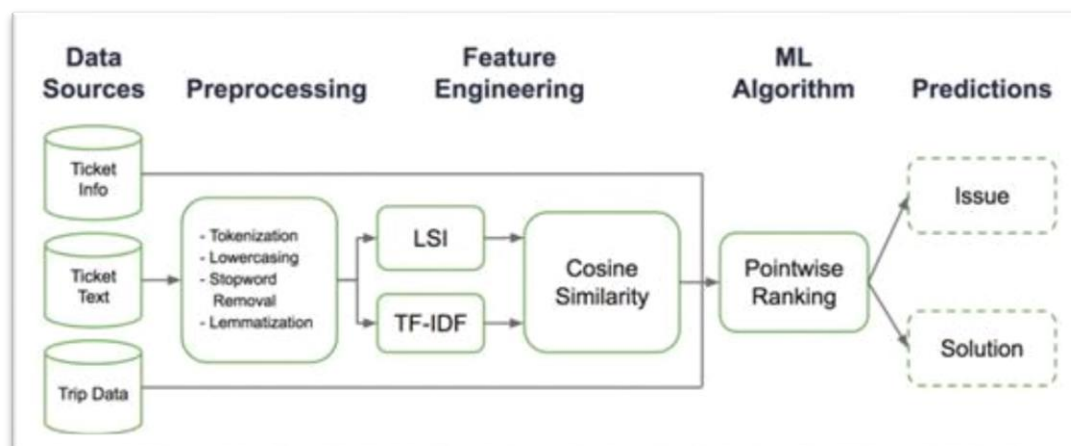 Data
Sources
Preprocessing
Feature
Engineering
ML
Algorithm
Predictions
Ticket
Info
Ticket
Text
Trip Data
- Tokenization
- Lowercasing
- Stopword
Removal
- Lemmatization
LSI
TF-IDF
Cosine
Similarity
Pointwise
Ranking
Issue
Solution